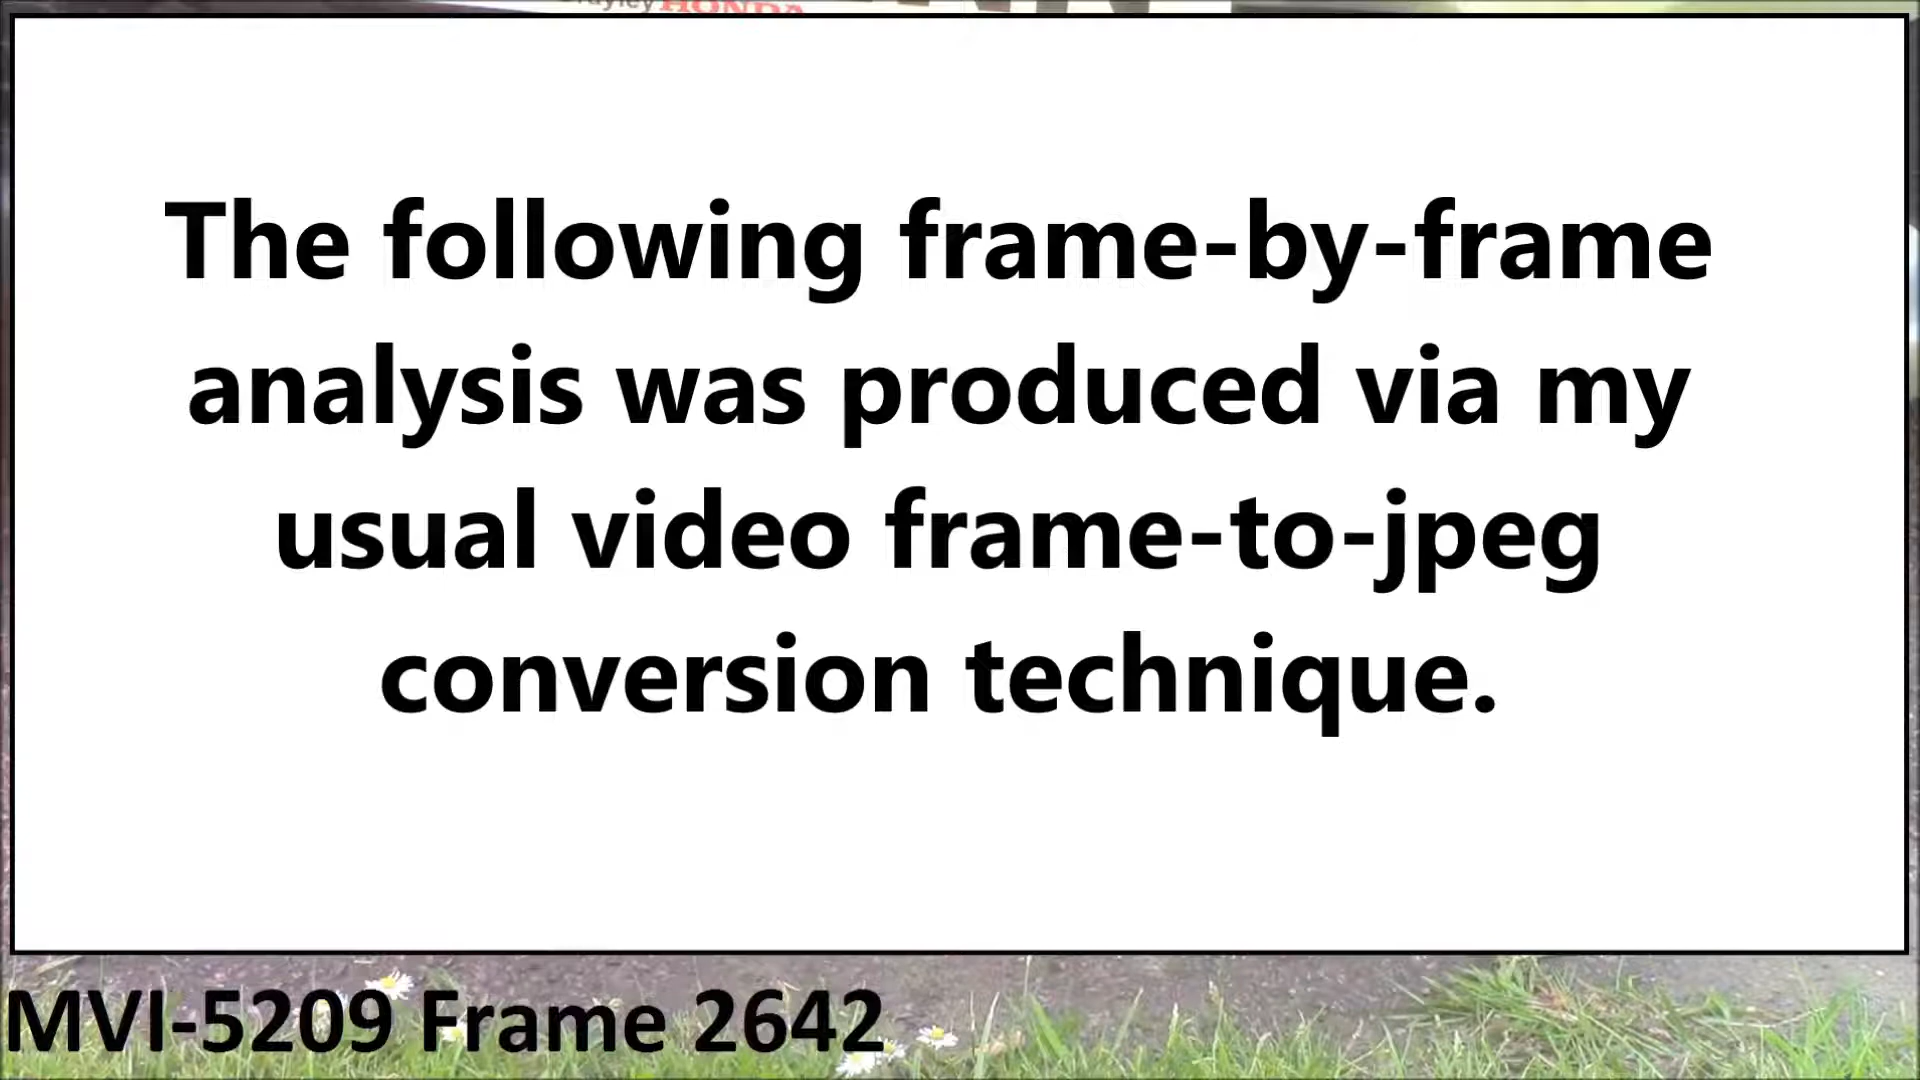 HONDA
The following frame-by-frame
analysis was produced via my
usual video frame-to-jpeg
conversion technique.
MVI-5209 Frame 2642